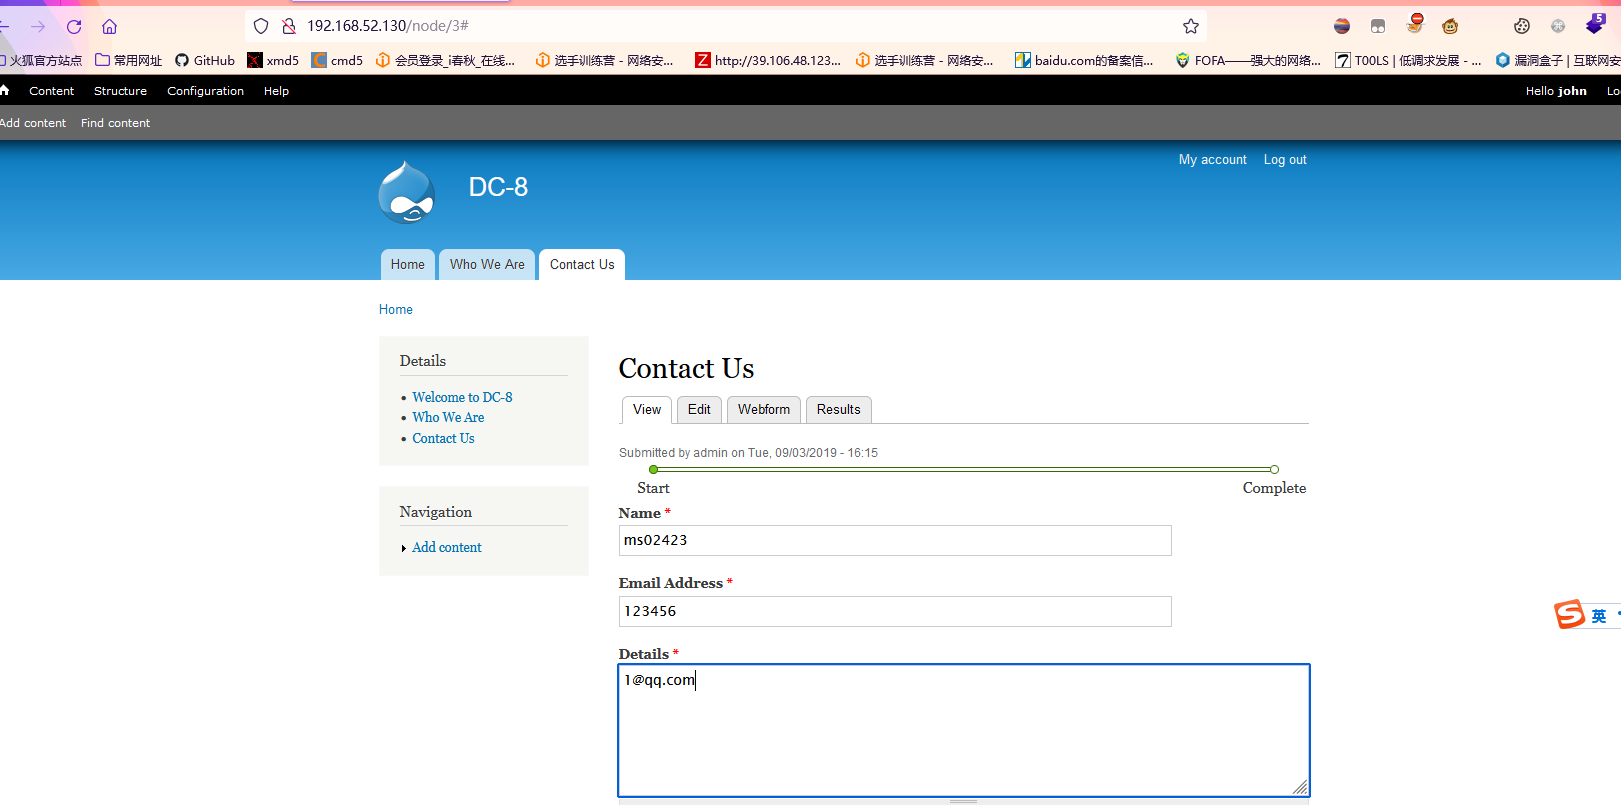 192.168.52.130/node/3#
火狐官方站点 常用网址 GitHub xmd5 cmd5 会员登录_i春秋_在线... 选手训练营 - 网络安... http://39.106.48.123... 选手训练营 - 网络安... baidu.com的备案信... FOFA——强大的网络... T00LS | 低调求发展 - ... 漏洞盒子 | 互联网安
Content Structure Configuration Help Hello john Lo
Add content Find content
My account Log out
DC-8
Home Who We Are Contact Us
Home
Details
Welcome to DC-8
Who We Are
Contact Us
Navigation
Add content
Contact Us
View Edit Webform Results
Submitted by admin on Tue, 09/03/2019 - 16:15
Start Complete
Name *
ms02423
Email Address *
123456
Details *
1@qq.com
5
英